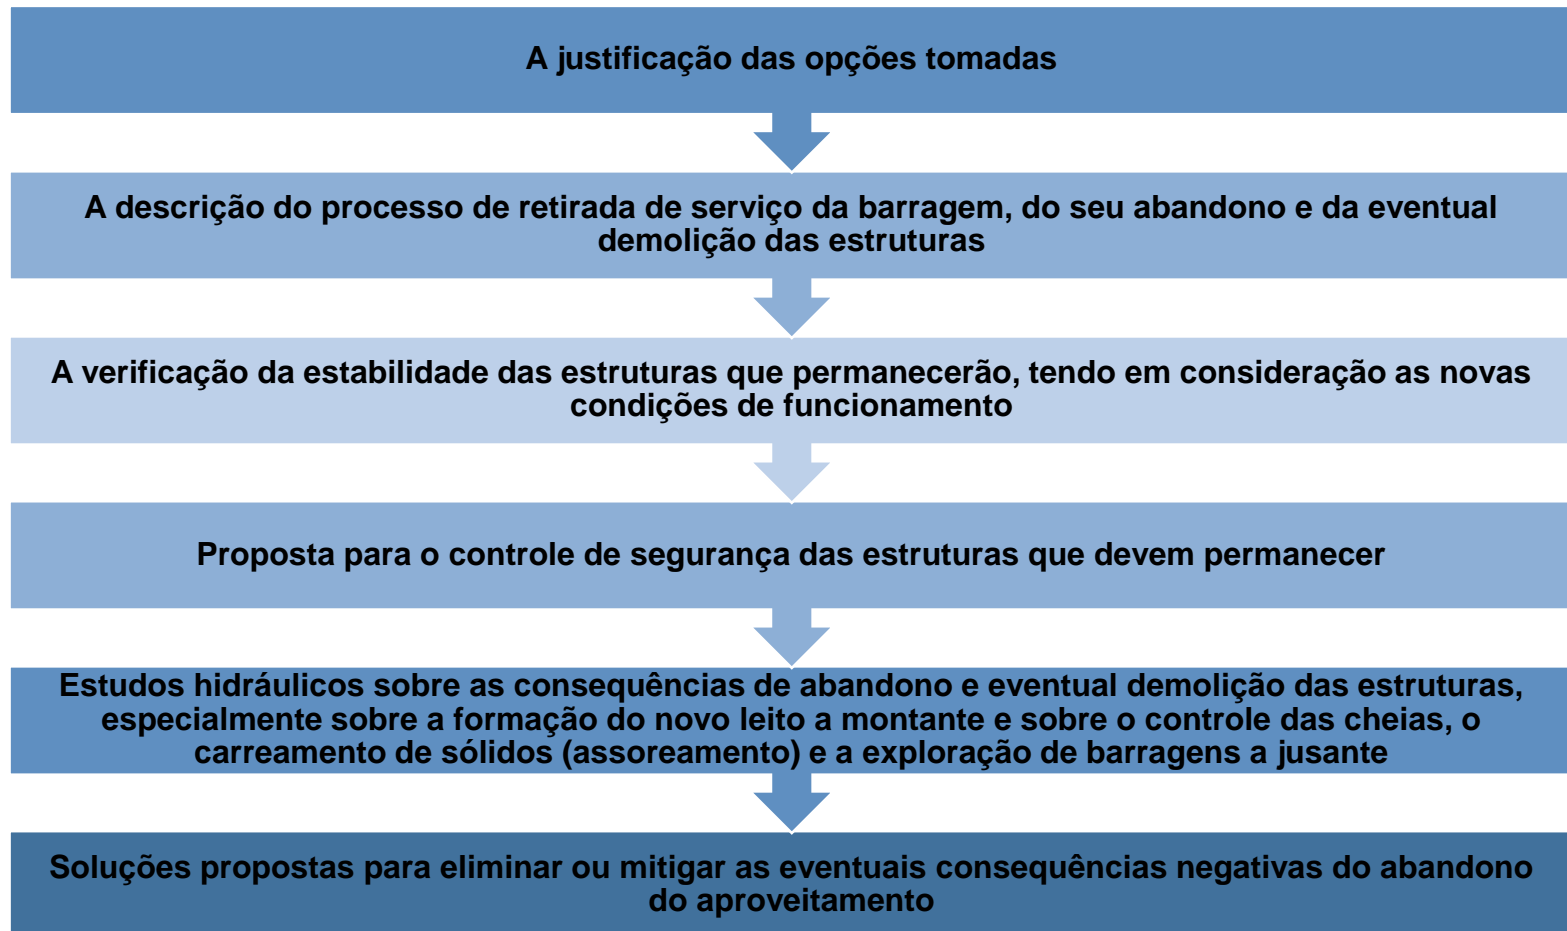 A justificação das opções tomadas
A descrição do processo de retirada de serviço da barragem, do seu abandono e da eventual
demolição das estruturas
A verificação da estabilidade das estruturas que permanecerão, tendo em consideração as novas
condições de funcionamento
Proposta para o controle de segurança das estruturas que devem permanecer
Estudos hidráulicos sobre as consequências de abandono e eventual demolição das estruturas,
especialmente sobre a formação do novo leito a montante e sobre o controle das cheias, o
carreamento de sólidos (assoreamento) e a exploração de barragens a jusante
Soluções propostas para eliminar ou mitigar as eventuais consequências negativas do abandono
do aproveitamento